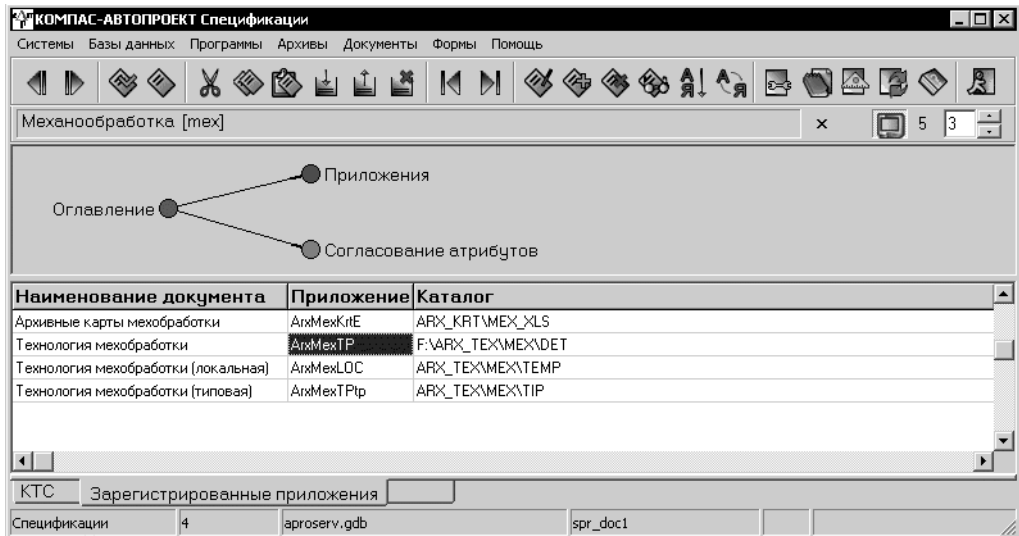 КОМПАС-АВТОПРОЕКТ Спецификации
Системы Базы данных Программы Архивы Документы Формы Помощь
Механообработка [mex] × 5 3
Приложения
Оглавление
Согласование атрибутов
Наименование документа Приложение Каталог
Архивные карты мехобработки ArxMexKrtE ARX_KRT\MEX_XLS
Технология мехобработки ArxMexTP F:\ARX_TEX\MEX\DET
Технология мехобработки (локальная) ArxMexLOC ARX_TEX\MEX\TEMP
Технология мехобработки (типовая) ArxMexTPtp ARX_TEX\MEX\TIP
КТС Зарегистрированные приложения
Спецификации 4 aproserv.gdb spr_doc1